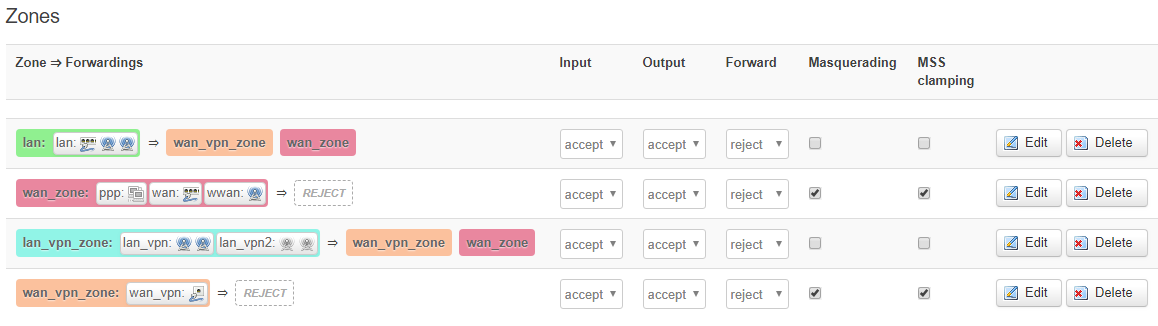 Zones
Zone ⇒ Forwardings Input Output Forward Masquerading MSS clamping
lan: lan: ⇒ wan_vpn_zone wan_zone accept accept reject Edit Delete
wan_zone: ppp: wan: wwan: ⇒ REJECT accept accept reject Edit Delete
lan_vpn_zone: lan_vpn: lan_vpn2: ⇒ wan_vpn_zone wan_zone accept accept reject Edit Delete
wan_vpn_zone: wan_vpn: ⇒ REJECT accept accept reject Edit Delete